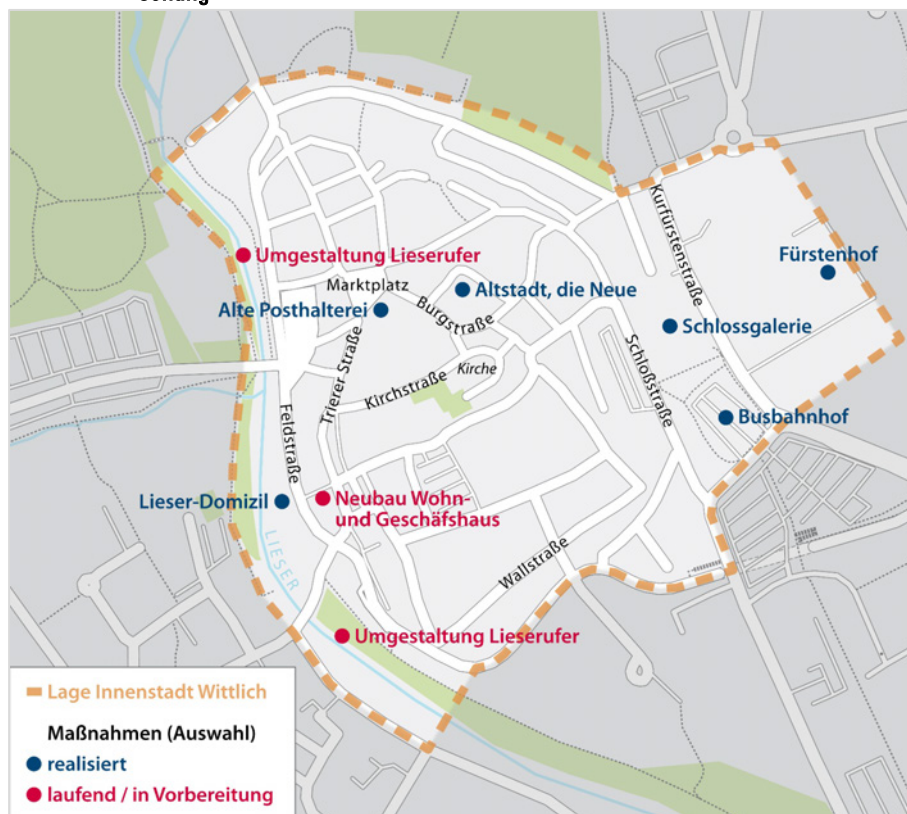 Kurfürstenstraße
Fürstenhof
Umgestaltung Lieserufer
Marktplatz
Altstadt, die Neue
Alte Posthalterei
Burgstraße
Schlossgalerie
Trierer Straße
Schloßstraße
Kirche
Kirchstraße
Feldstraße
Busbahnhof
Lieser-Domizil
Neubau Wohn-
und Geschäfshaus
LIESER
Wallstraße
Umgestaltung Lieserufer
Lage Innenstadt Wittlich
Maßnahmen (Auswahl)
realisiert
laufend / in Vorbereitung